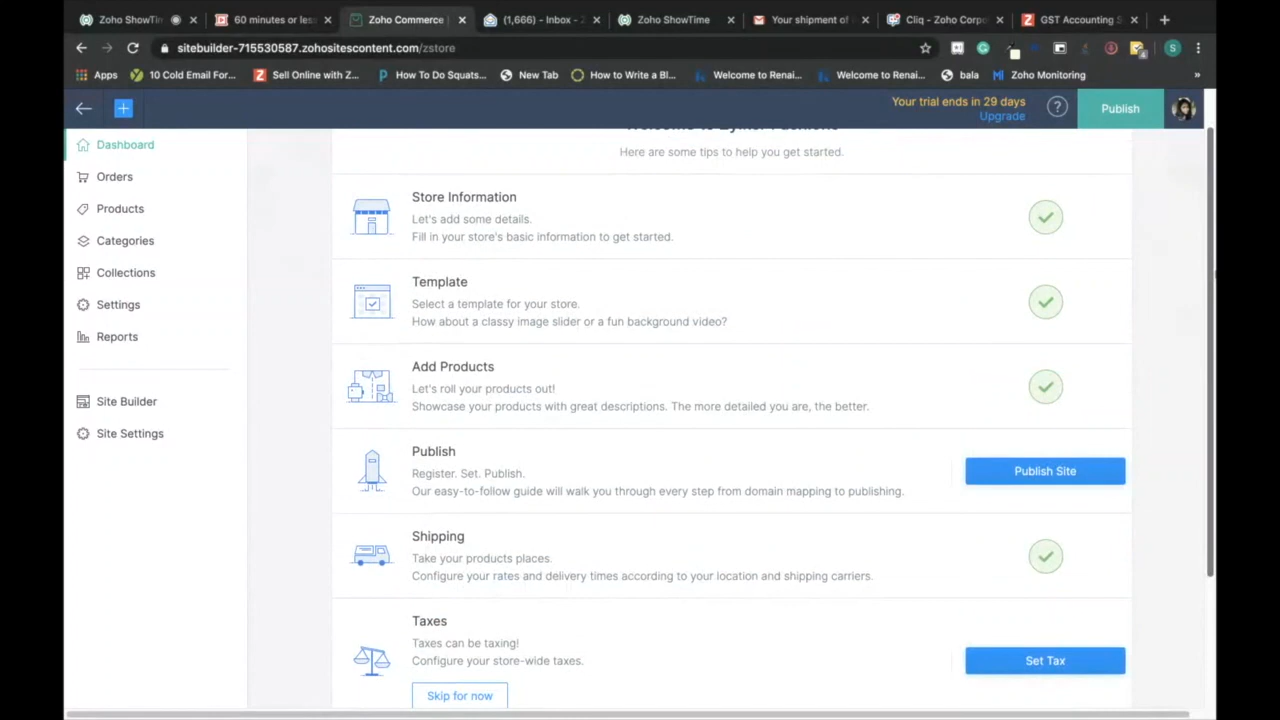 Zoho ShowTim
60 minutes or less
Zoho Commerce
(1,666) - Inbox - Z
Zoho ShowTime
Your shipment of
Cliq - Zoho Corpo
GST Accounting S
sitebuilder-715530587.zohositescontent.com/zstore
S
Apps
10 Cold Email For...
Sell Online with Z...
How To Do Squats...
New Tab
How to Write a Bl...
Welcome to Renai...
Welcome to Renai...
bala
Zoho Monitoring
»
Your trial ends in 29 days
Upgrade
Publish
Dashboard
Orders
Products
Categories
Collections
Settings
Reports
Site Builder
Site Settings
Here are some tips to help you get started.
Store Information
Let's add some details.
Fill in your store's basic information to get started.
Template
Select a template for your store.
How about a classy image slider or a fun background video?
Add Products
Let's roll your products out!
Showcase your products with great descriptions. The more detailed you are, the better.
Publish
Register. Set. Publish.
Our easy-to-follow guide will walk you through every step from domain mapping to publishing.
Publish Site
Shipping
Take your products places.
Configure your rates and delivery times according to your location and shipping carriers.
Taxes
Taxes can be taxing!
Configure your store-wide taxes.
Set Tax
Skip for now